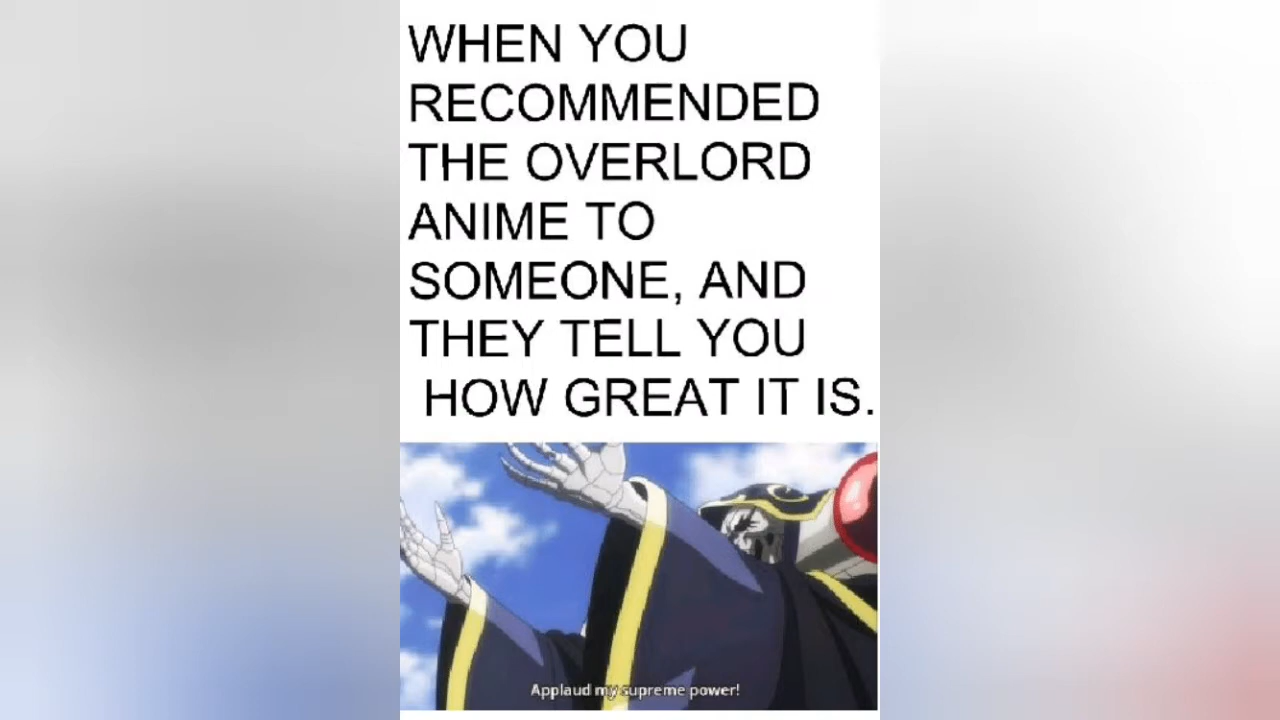 WHEN YOU
RECOMMENDED
THE OVERLORD
ANIME TO
SOMEONE, AND
THEY TELL YOU
HOW GREAT IT IS.
Applaud my supreme power!